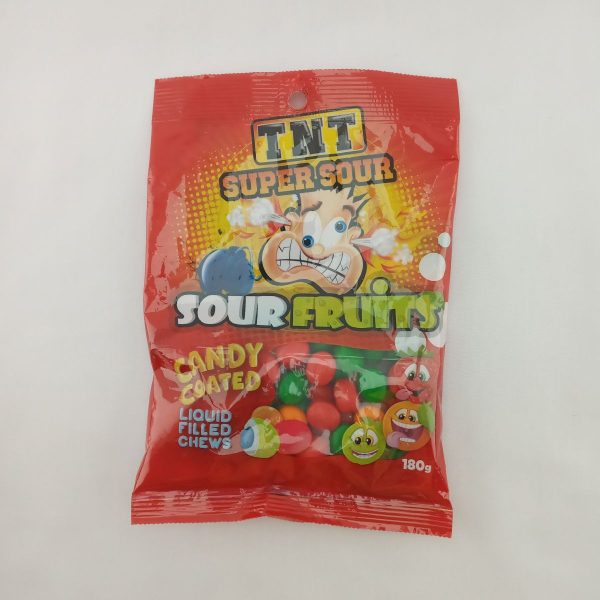 TNT
SUPER SOUR
SOUR FRUITS
CANDY
COATED
LIQUID
FILLED
CHEWS
180g